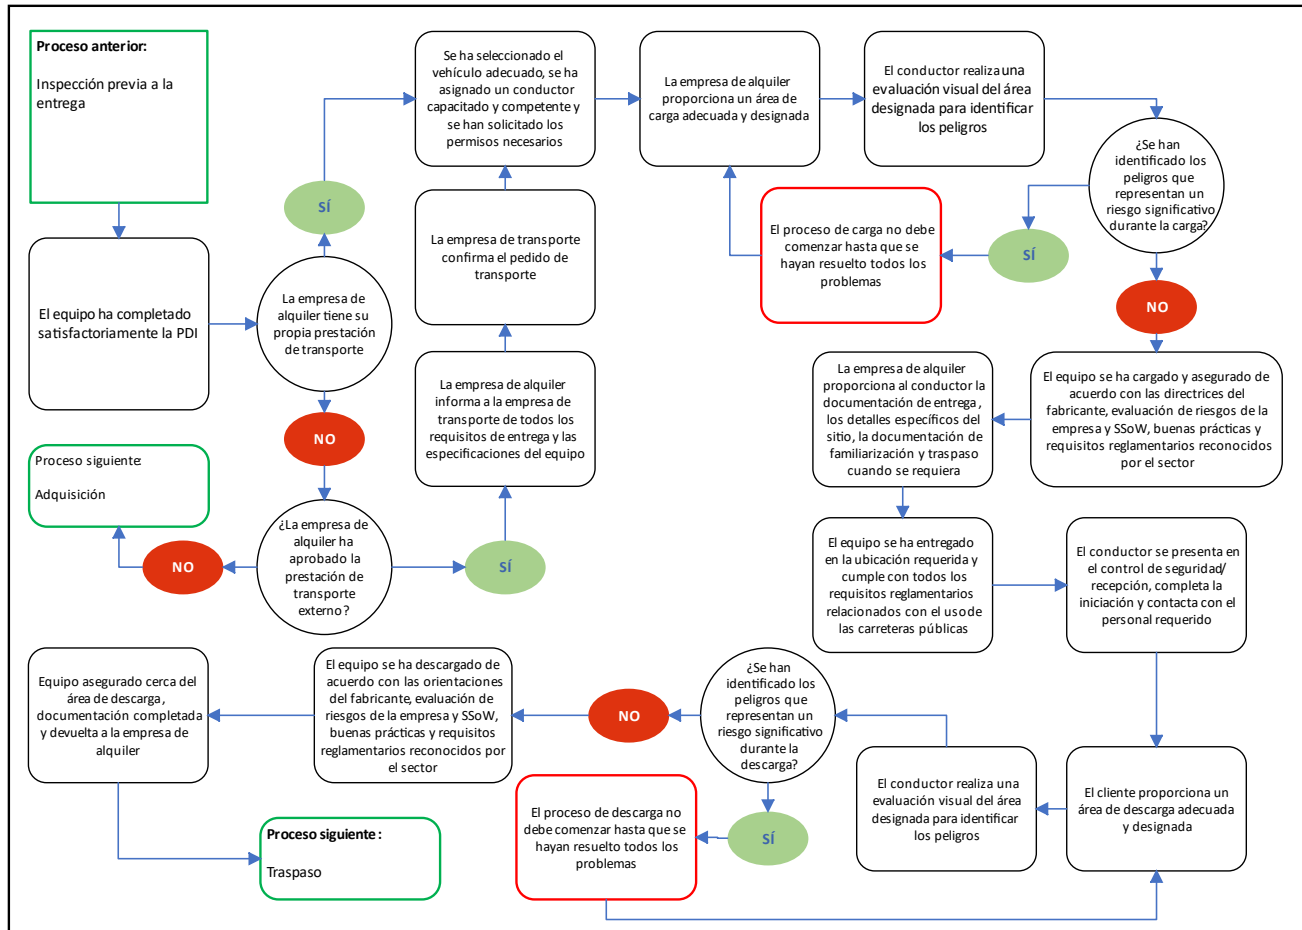 Proceso anterior:
Inspección previa a la
entrega
El equipo ha completado
satisfactoriamente la PDI
La empresa de
alquiler tiene su
propia prestación
de transporte
SÍ
Se ha seleccionado el
vehículo adecuado, se ha
asignado un conductor
capacitado y competente y
se han solicitado los
permisos necesarios
NO
¿La empresa de
alquiler ha
aprobado la
prestación de
transporte
externo?
NO
Proceso siguiente:
Adquisición
SÍ
La empresa de alquiler
informa a la empresa de
transporte de todos los
requisitos de entrega y las
especificaciones del equipo
La empresa de transporte
confirma el pedido de
transporte
La empresa de alquiler
proporciona un área de
carga adecuada y designada
El conductor realiza una
evaluación visual del área
designada para identificar
los peligros
¿Se han
identificado los
peligros que
representan un
riesgo significativo
durante la carga?
SÍ
El proceso de carga no debe
comenzar hasta que se
hayan resuelto todos los
problemas
NO
El equipo se ha cargado y asegurado de
acuerdo con las directrices del
fabricante, evaluación de riesgos de la
empresa y SSoW, buenas prácticas y
requisitos reglamentarios reconocidos
por el sector
La empresa de alquiler
proporciona al conductor la
documentación de entrega ,
los detalles específicos del
sitio, la documentación de
familiarización y traspaso
cuando se requiera
El equipo se ha entregado
en la ubicación requerida y
cumple con todos los
requisitos reglamentarios
relacionados con el uso de
las carreteras públicas
El conductor se presenta en
el control de seguridad/
recepción, completa la
iniciación y contacta con el
personal requerido
El cliente proporciona un
área de descarga adecuada
y designada
El conductor realiza una
evaluación visual del área
designada para identificar
los peligros
¿Se han
identificado los
peligros que
representan un
riesgo significativo
durante la
descarga?
SÍ
El proceso de descarga no
debe comenzar hasta que se
hayan resuelto todos los
problemas
NO
El equipo se ha descargado de
acuerdo con las orientaciones
del fabricante, evaluación de
riesgos de la empresa y SSoW,
buenas prácticas y requisitos
reglamentarios reconocidos por
el sector
Equipo asegurado cerca del
área de descarga,
documentación completada
y devuelta a la empresa de
alquiler
Proceso siguiente :
Traspaso